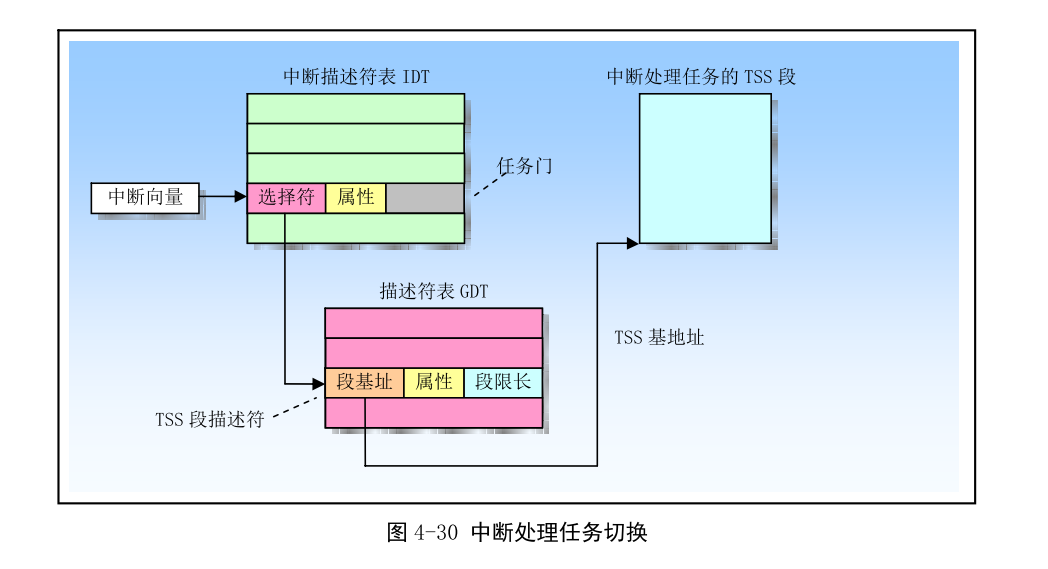 中断描述符表 IDT
中断处理任务的 TSS 段
任务门
中断向量
选择符
属性
描述符表 GDT
TSS 基地址
段基址
属性
段限长
TSS 段描述符
图 4-30 中断处理任务切换